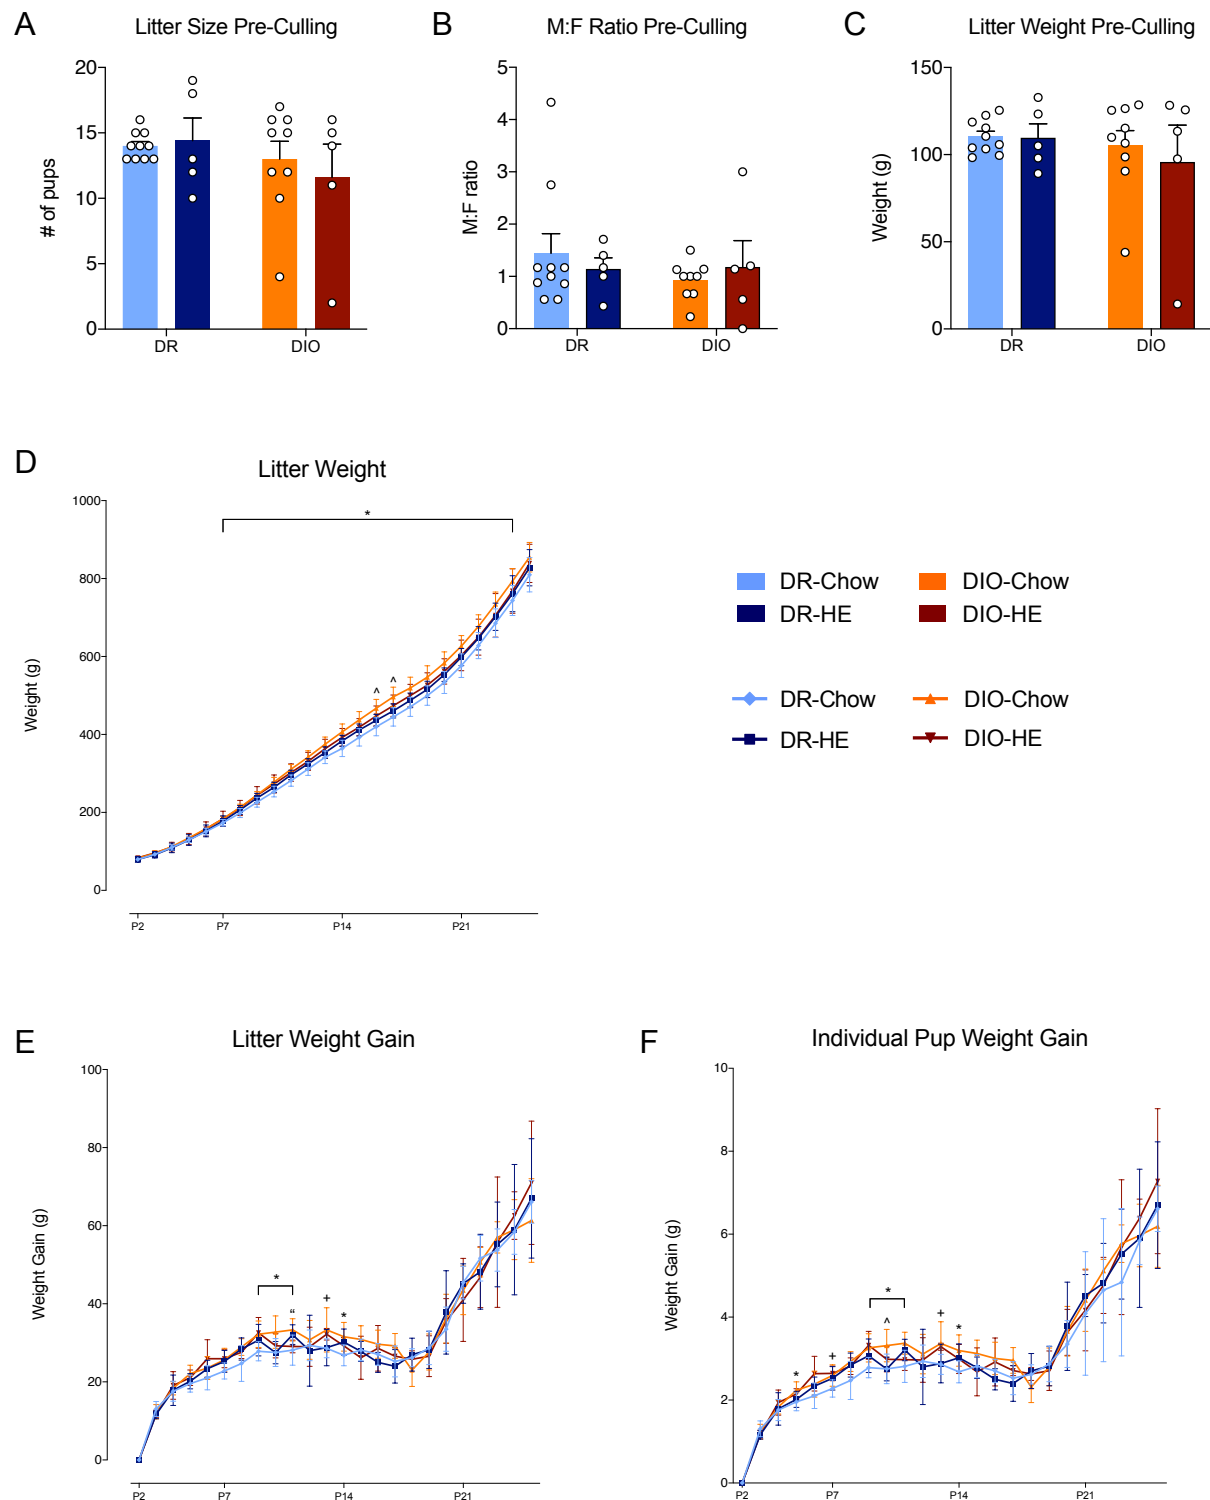 A
Litter Size Pre-Culling
# of pups
20
15
10
5
0
DR
DIO
B
M:F Ratio Pre-Culling
M:F ratio
5
4
3
2
1
0
DR
DIO
C
Litter Weight Pre-Culling
Weight (g)
150
100
50
0
DR
DIO
D
Litter Weight
Weight (g)
1000
800
600
400
200
0
*
^
^
P2
P7
P14
P21
DR-Chow
DIO-Chow
DR-HE
DIO-HE
DR-Chow
DIO-Chow
DR-HE
DIO-HE
E
Litter Weight Gain
Weight Gain (g)
100
80
60
40
20
0
*
“
+
*
P2
P7
P14
P21
F
Individual Pup Weight Gain
Weight Gain (g)
10
8
6
4
2
0
*
+
*
^
+
*
P2
P7
P14
P21